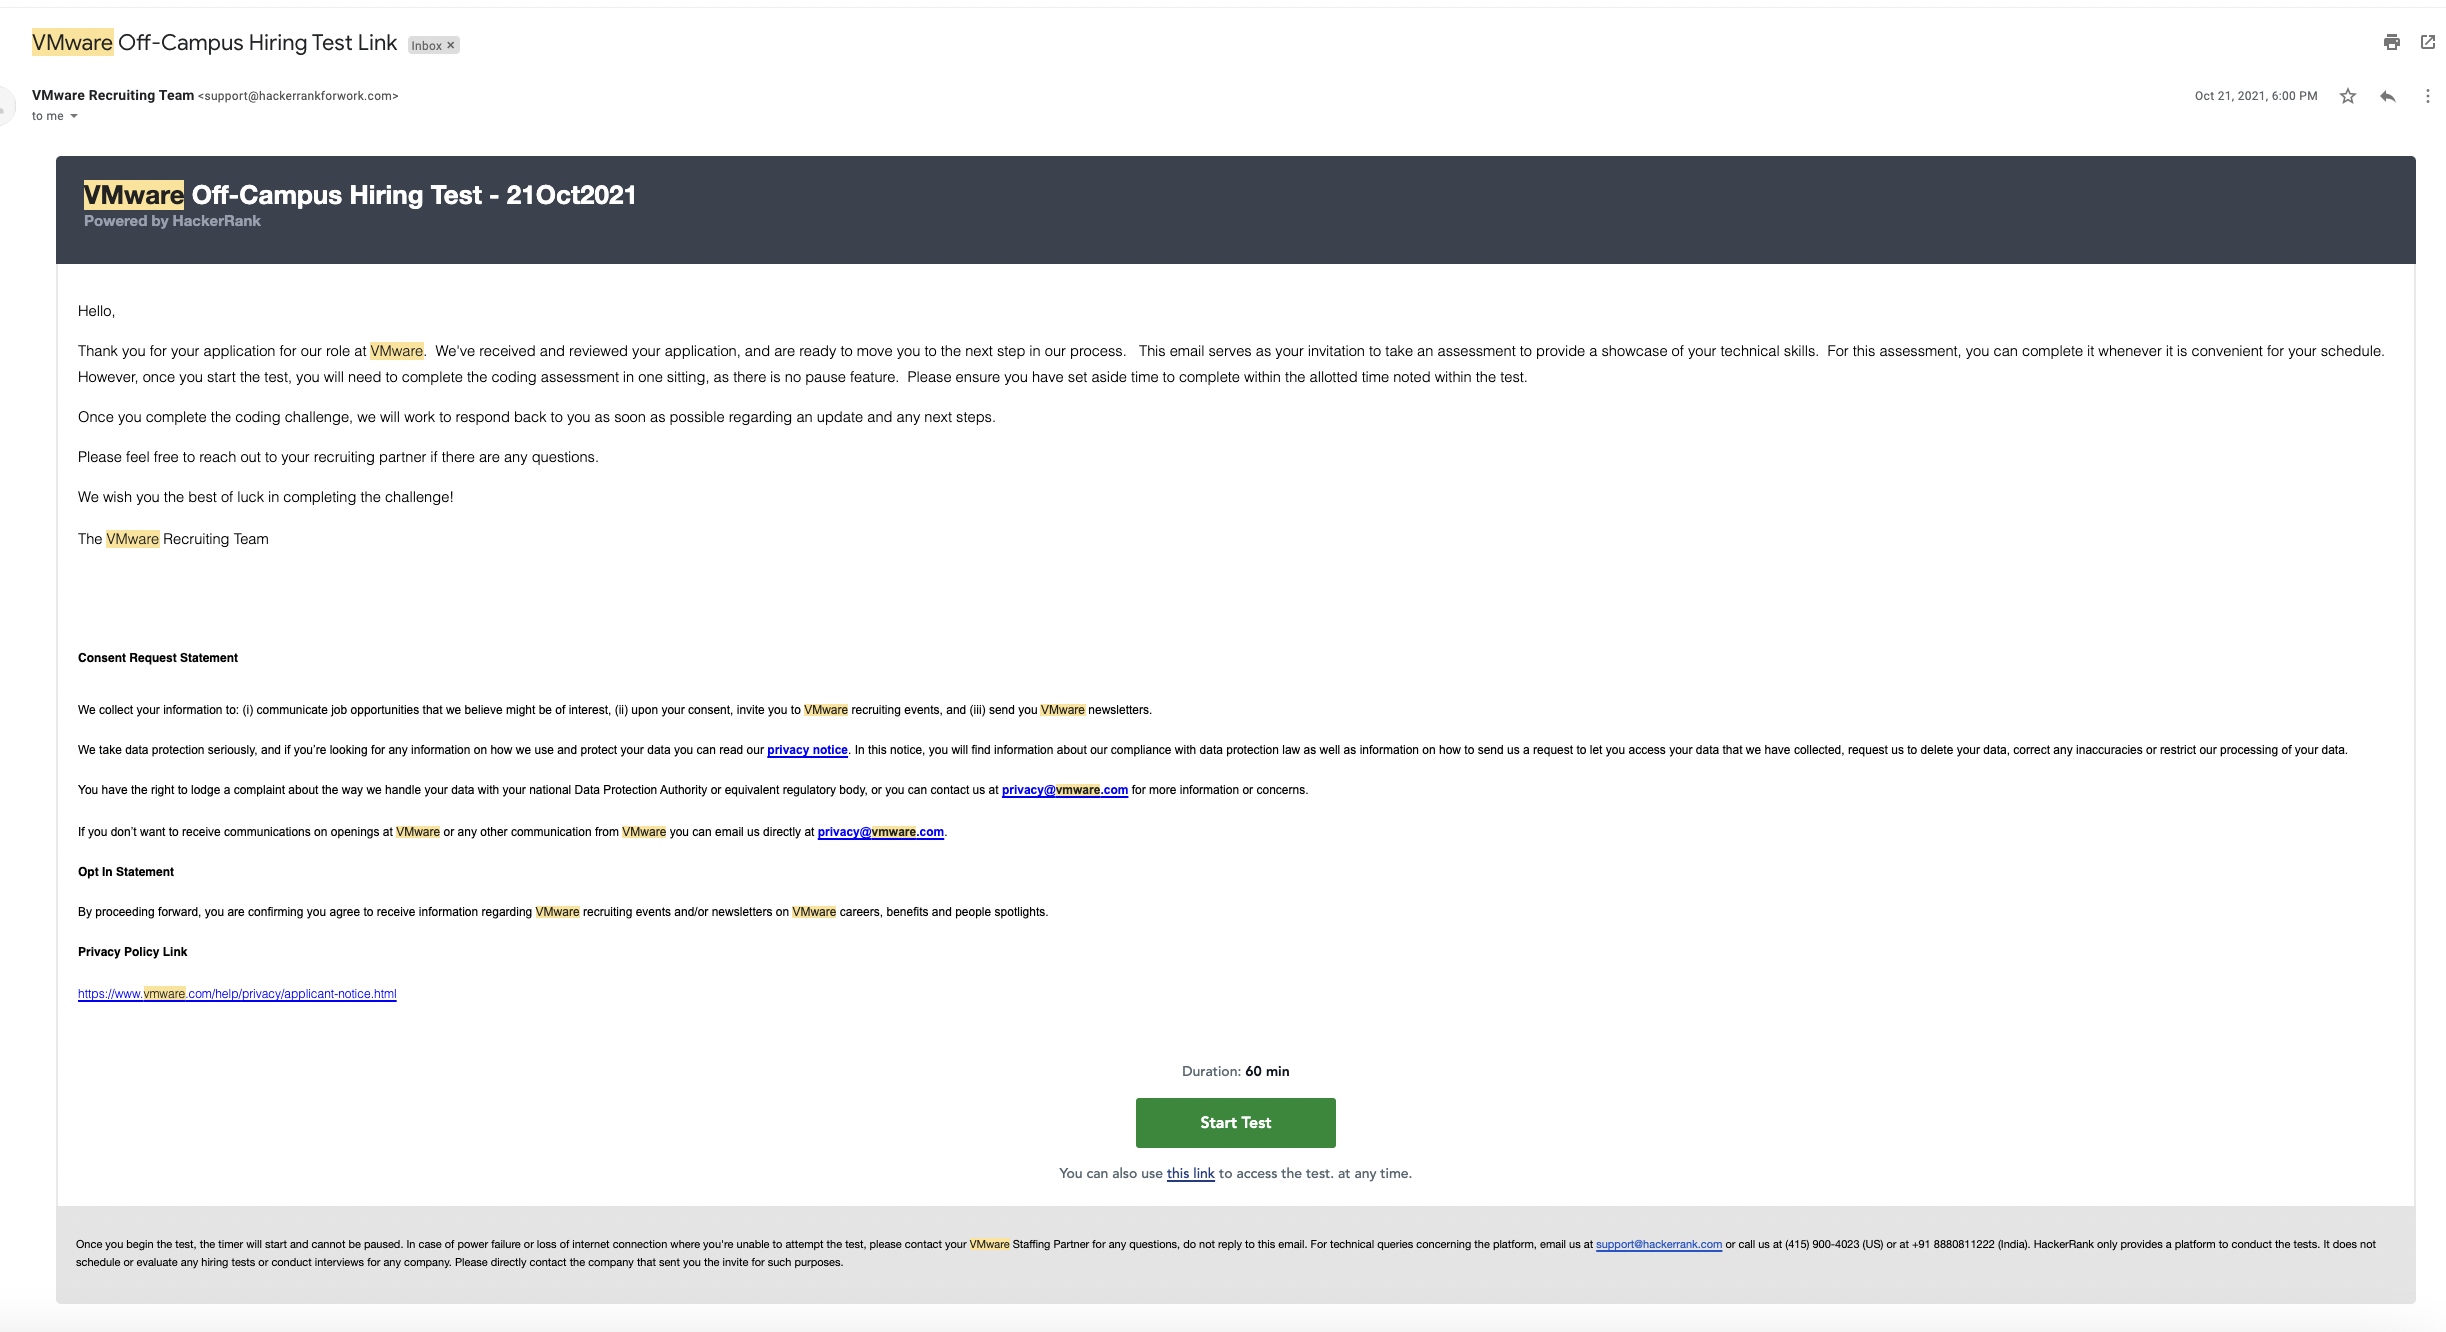 VMware Off-Campus Hiring Test Link Inbox ×
VMware Recruiting Team <support@hackerrankforwork.com> Oct 21, 2021, 6:00 PM
to me
VMware Off-Campus Hiring Test - 21Oct2021
Powered by HackerRank
Hello,
Thank you for your application for our role at VMware. We've received and reviewed your application, and are ready to move you to the next step in our process. This email serves as your invitation to take an assessment to provide a showcase of your technical skills. For this assessment, you can complete it whenever it is convenient for your schedule.
However, once you start the test, you will need to complete the coding assessment in one sitting, as there is no pause feature. Please ensure you have set aside time to complete within the allotted time noted within the test.
Once you complete the coding challenge, we will work to respond back to you as soon as possible regarding an update and any next steps.
Please feel free to reach out to your recruiting partner if there are any questions.
We wish you the best of luck in completing the challenge!
The VMware Recruiting Team
Consent Request Statement
We collect your information to: (i) communicate job opportunities that we believe might be of interest, (ii) upon your consent, invite you to VMware recruiting events, and (iii) send you VMware newsletters.
We take data protection seriously, and if you're looking for any information on how we use and protect your data you can read our privacy notice. In this notice, you will find information about our compliance with data protection law as well as information on how to send us a request to let you access your data that we have collected, request us to delete your data, correct any inaccuracies or restrict our processing of your data.
You have the right to lodge a complaint about the way we handle your data with your national Data Protection Authority or equivalent regulatory body, or you can contact us at privacy@vmware.com for more information or concerns.
If you don't want to receive communications on openings at VMware or any other communication from VMware you can email us directly at privacy@vmware.com.
Opt In Statement
By proceeding forward, you are confirming you agree to receive information regarding VMware recruiting events and/or newsletters on VMware careers, benefits and people spotlights.
Privacy Policy Link
https://www.vmware.com/help/privacy/applicant-notice.html
Duration: 60 min
Start Test
You can also use this link to access the test. at any time.
Once you begin the test, the timer will start and cannot be paused. In case of power failure or loss of internet connection where you're unable to attempt the test, please contact your VMware Staffing Partner for any questions, do not reply to this email. For technical queries concerning the platform, email us at support@hackerrank.com or call us at (415) 900-4023 (US) or at +91 8880811222 (India). HackerRank only provides a platform to conduct the tests. It does not
schedule or evaluate any hiring tests or conduct interviews for any company. Please directly contact the company that sent you the invite for such purposes.